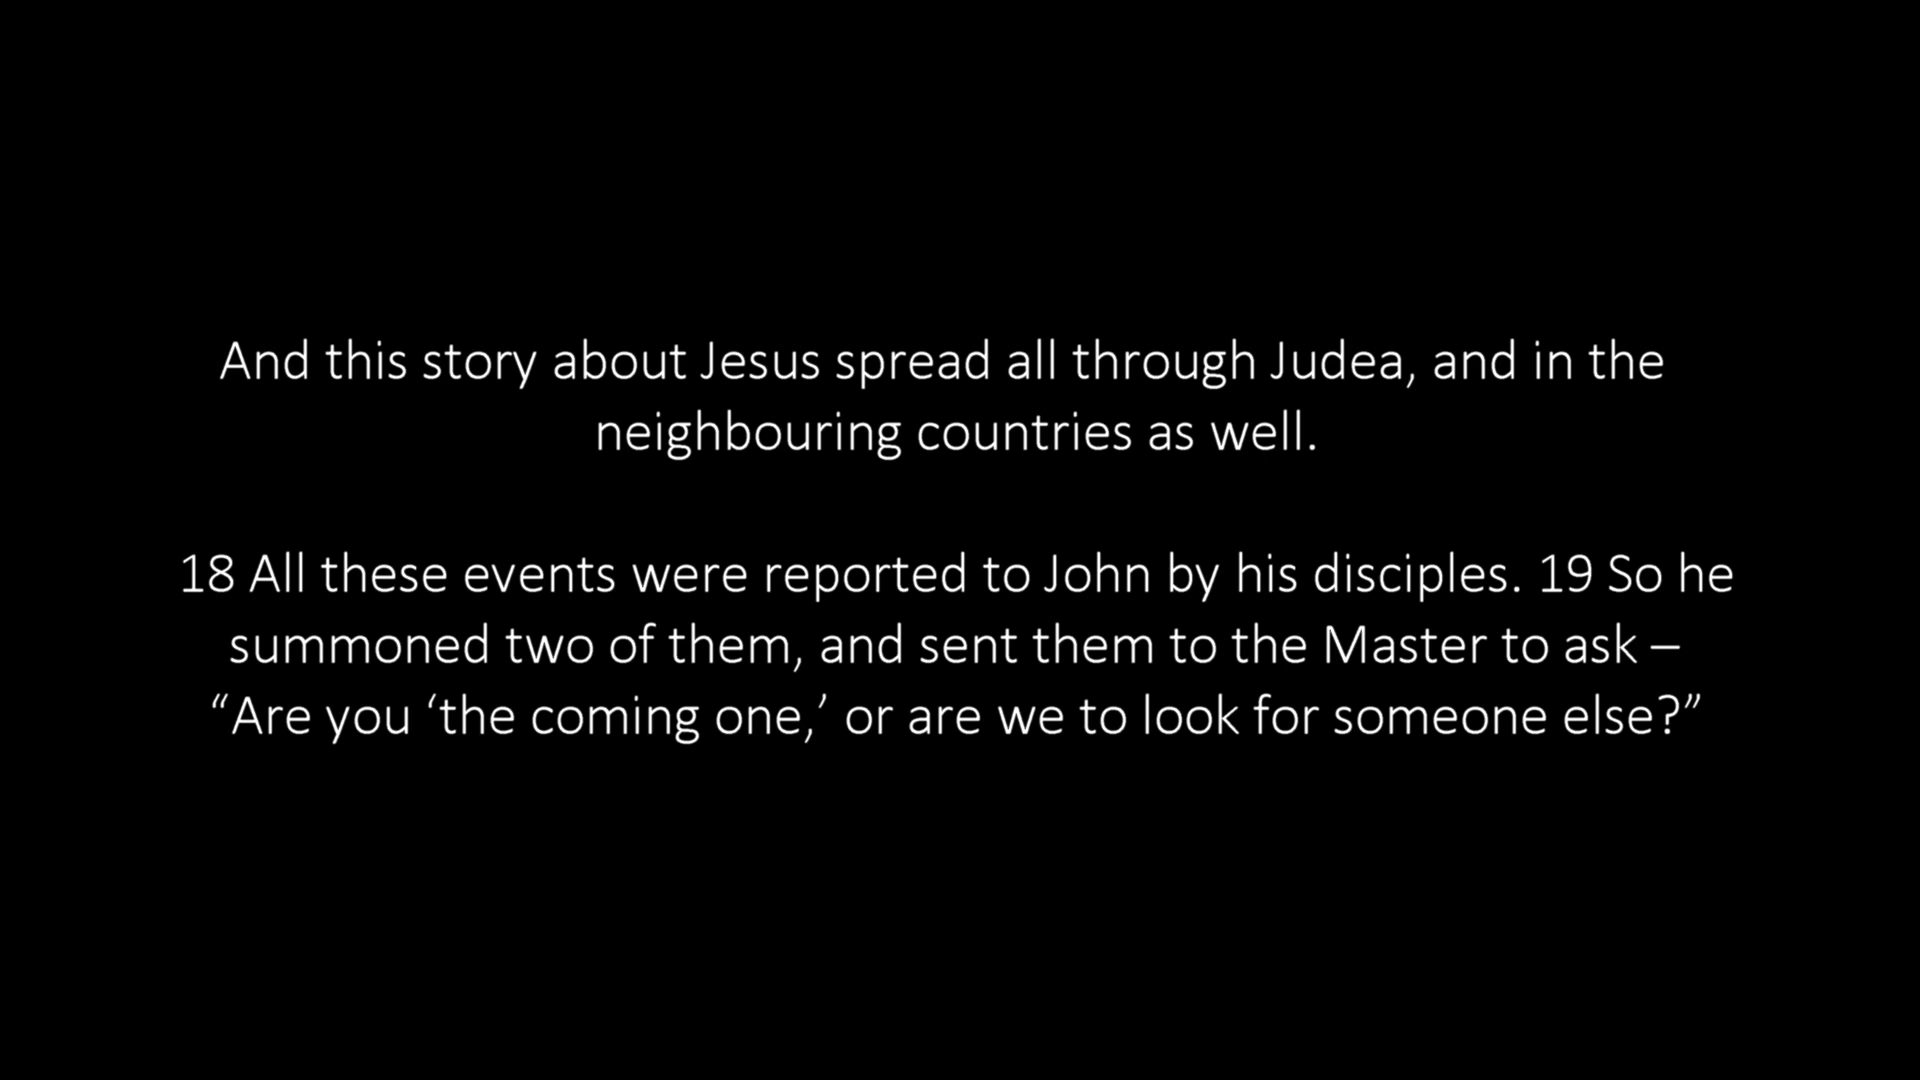 And this story about Jesus spread all through Judea, and in the
neighbouring countries as well.
18 All these events were reported to John by his disciples. 19 So he
summoned two of them, and sent them to the Master to ask –
“Are you ‘the coming one,’ or are we to look for someone else?”